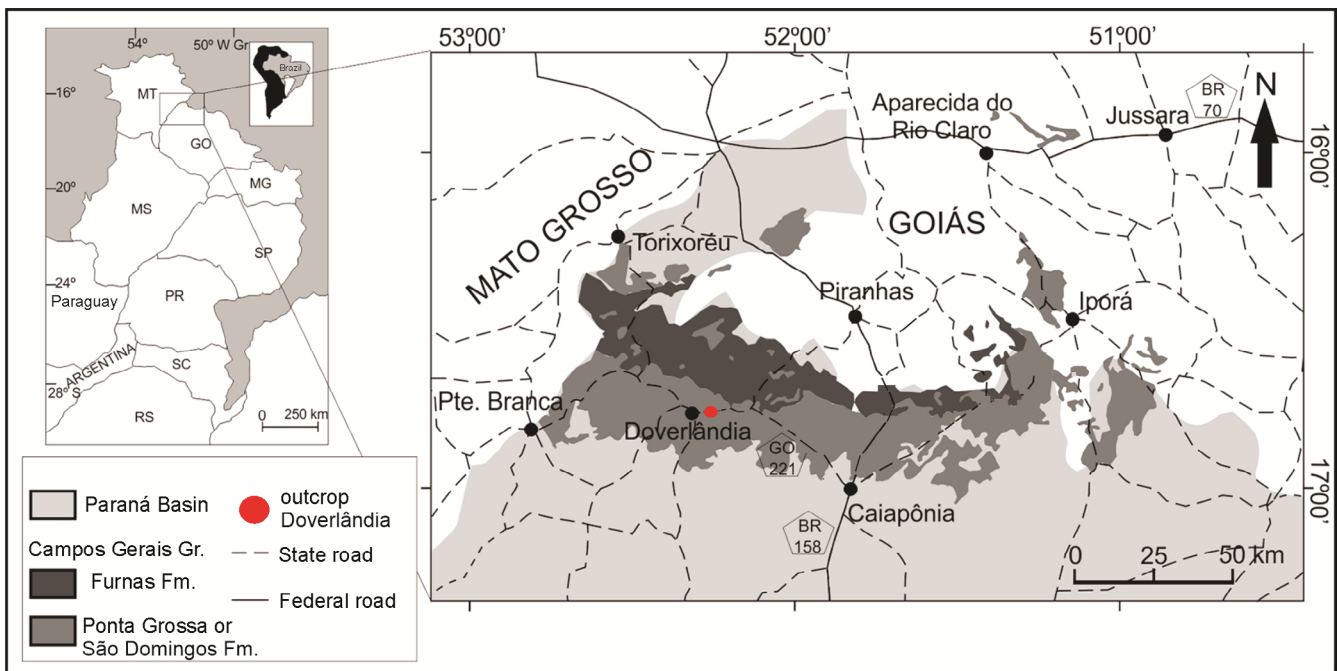 54º
50º W Gr
Brazil
16º
MT
GO
MG
20º
MS
SP
24º
Paraguay
PR
ARGENTINA
SC
28º S
RS
0 250 km
53º00'
52º00'
51º00'
BR
70
N
Aparecida do
Rio Claro
Jussara
16º00'
MATO GROSSO
GOIÁS
Torixoréu
Piranhas
Iporá
Pte. Branca
Doverlândia
GO
221
17º00'
Caiapônia
BR
158
0 25 50 km
Paraná Basin
outcrop
Doverlândia
Campos Gerais Gr.
State road
Furnas Fm.
Federal road
Ponta Grossa or
São Domingos Fm.